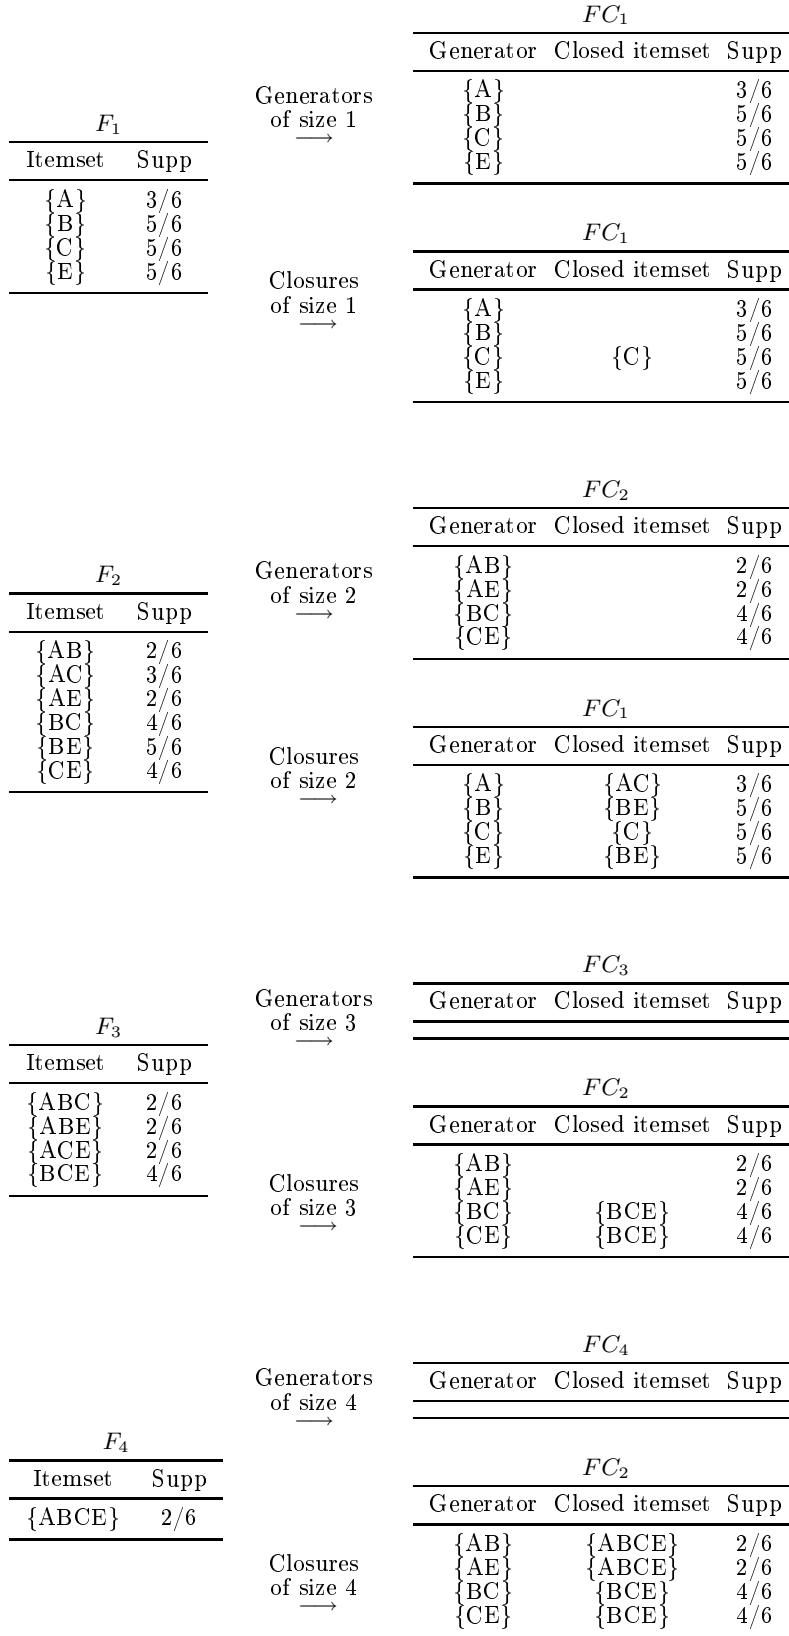 FC1
Generator Closed itemset Supp
{A} 3/6
{B} 5/6
{C} 5/6
{E} 5/6
Generators
of size 1
⟶
F1
Itemset Supp
{A} 3/6
{B} 5/6
{C} 5/6
{E} 5/6
FC1
Generator Closed itemset Supp
{A} 3/6
{B} 5/6
{C} {C} 5/6
{E} 5/6
Closures
of size 1
⟶
FC2
Generator Closed itemset Supp
{AB} 2/6
{AE} 2/6
{BC} 4/6
{CE} 4/6
Generators
of size 2
⟶
F2
Itemset Supp
{AB} 2/6
{AC} 3/6
{AE} 2/6
{BC} 4/6
{BE} 5/6
{CE} 4/6
FC1
Generator Closed itemset Supp
{A} {AC} 3/6
{B} {BE} 5/6
{C} {C} 5/6
{E} {BE} 5/6
Closures
of size 2
⟶
FC3
Generator Closed itemset Supp
Generators
of size 3
⟶
F3
Itemset Supp
{ABC} 2/6
{ABE} 2/6
{ACE} 2/6
{BCE} 4/6
FC2
Generator Closed itemset Supp
{AB} 2/6
{AE} 2/6
{BC} {BCE} 4/6
{CE} {BCE} 4/6
Closures
of size 3
⟶
FC4
Generator Closed itemset Supp
Generators
of size 4
⟶
F4
Itemset Supp
{ABCE} 2/6
FC2
Generator Closed itemset Supp
{AB} {ABCE} 2/6
{AE} {ABCE} 2/6
{BC} {BCE} 4/6
{CE} {BCE} 4/6
Closures
of size 4
⟶